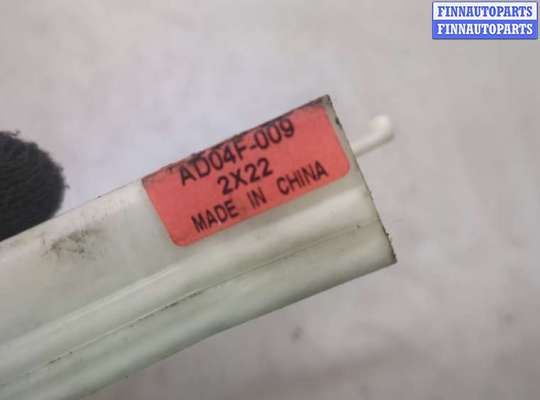 FINNAUTOPARTS
FINNAUTOPARTS
AD04F-009
2X22
MADE IN CHINA